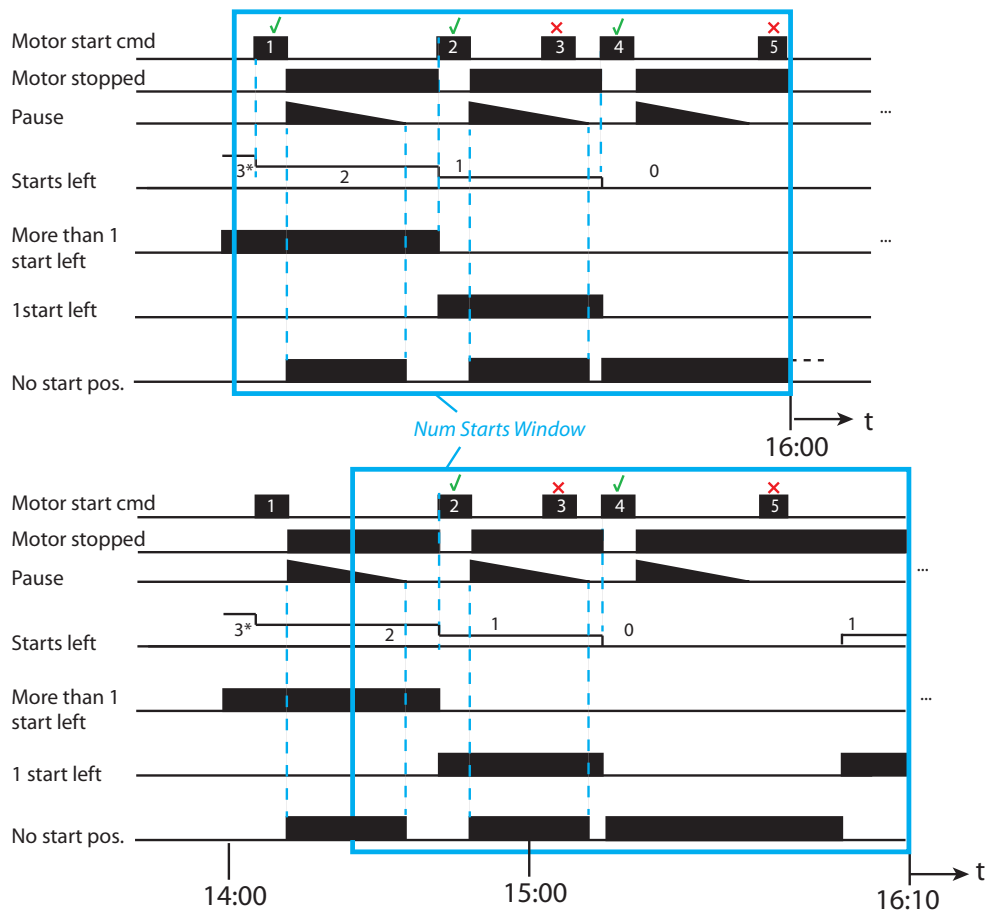 Motor start cmd 1 2 3 4 5
Motor stopped
Pause ...
Starts left 3* 2 1 0
More than 1
start left ...
1start left
No start pos.
Num Starts Window
t
16:00
Motor start cmd 1 2 3 4 5
Motor stopped
Pause ...
Starts left 3* 2 1 0 1
More than 1
start left ...
1 start left
No start pos.
t
14:00 15:00 16:10